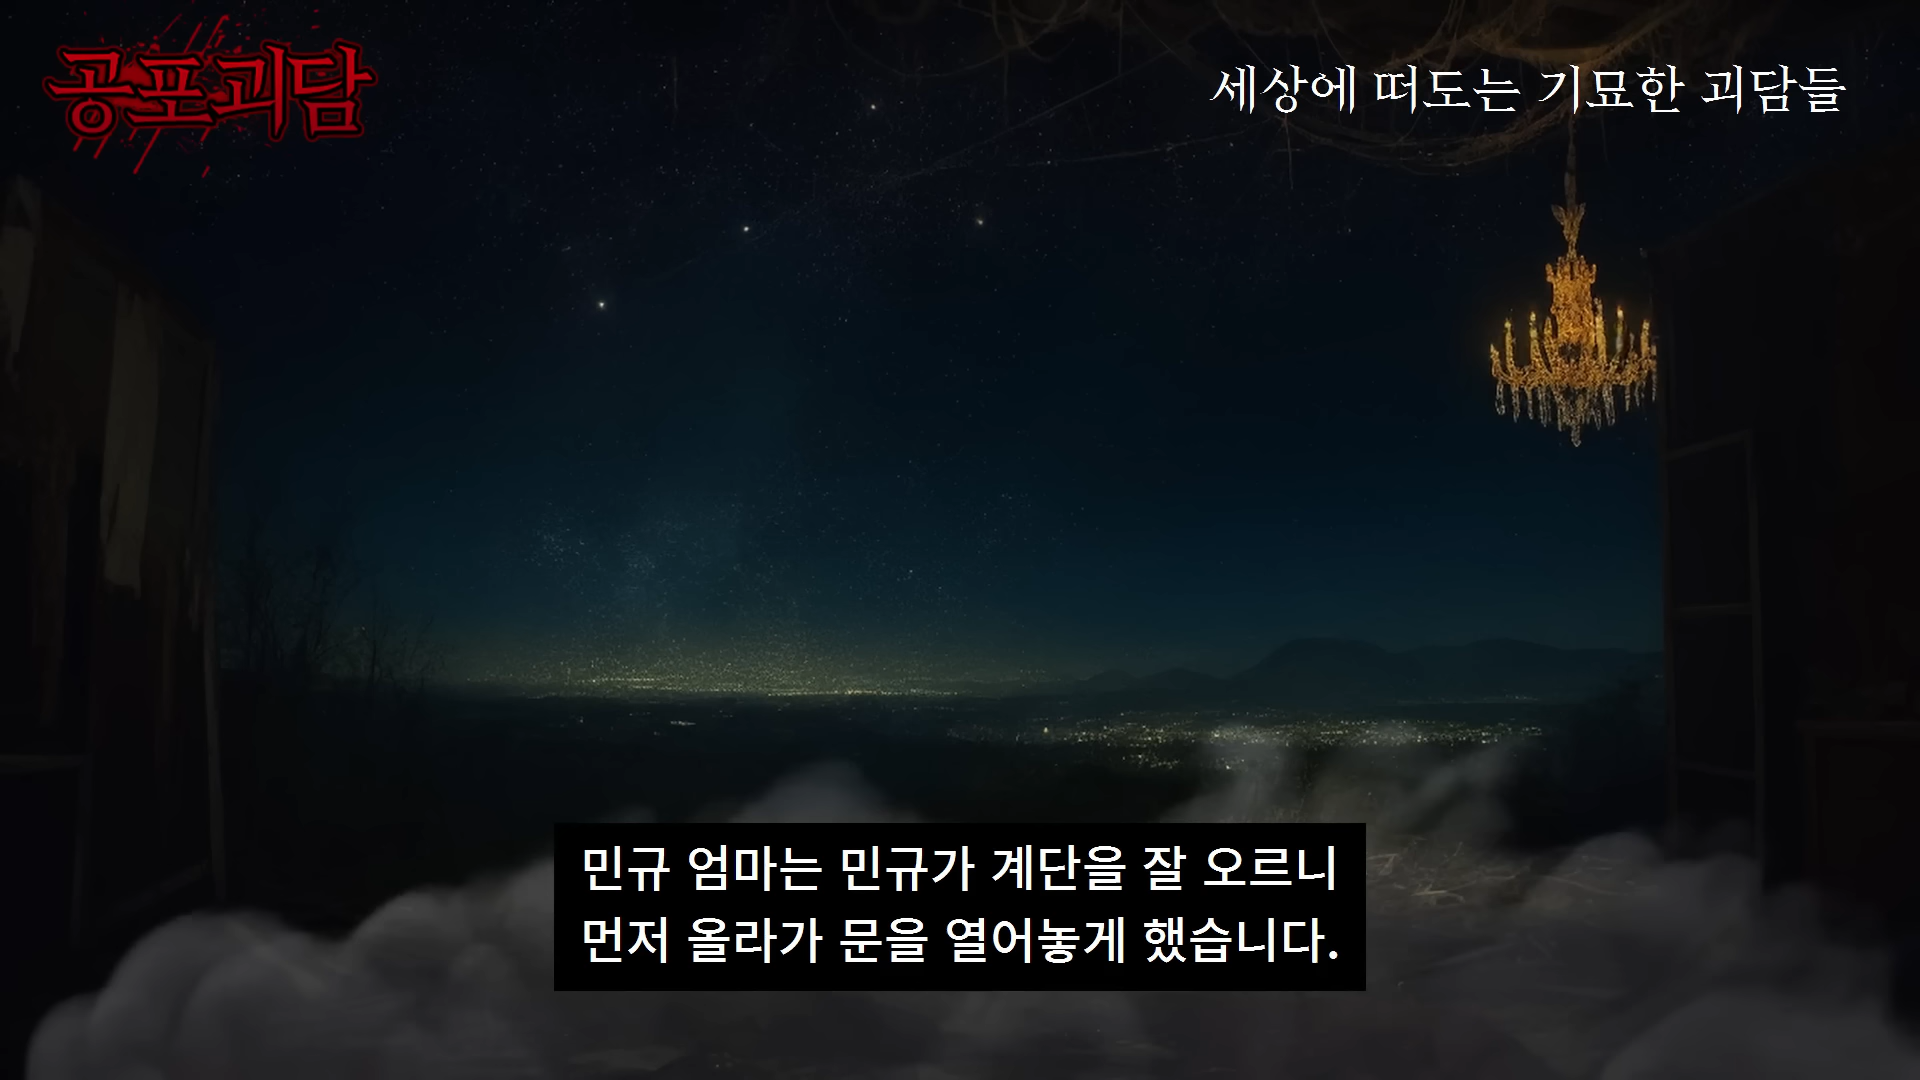 공포괴담
세상에 떠도는 기묘한 괴담들
민규 엄마는 민규가 계단을 잘 오르니
먼저 올라가 문을 열어놓게 했습니다.